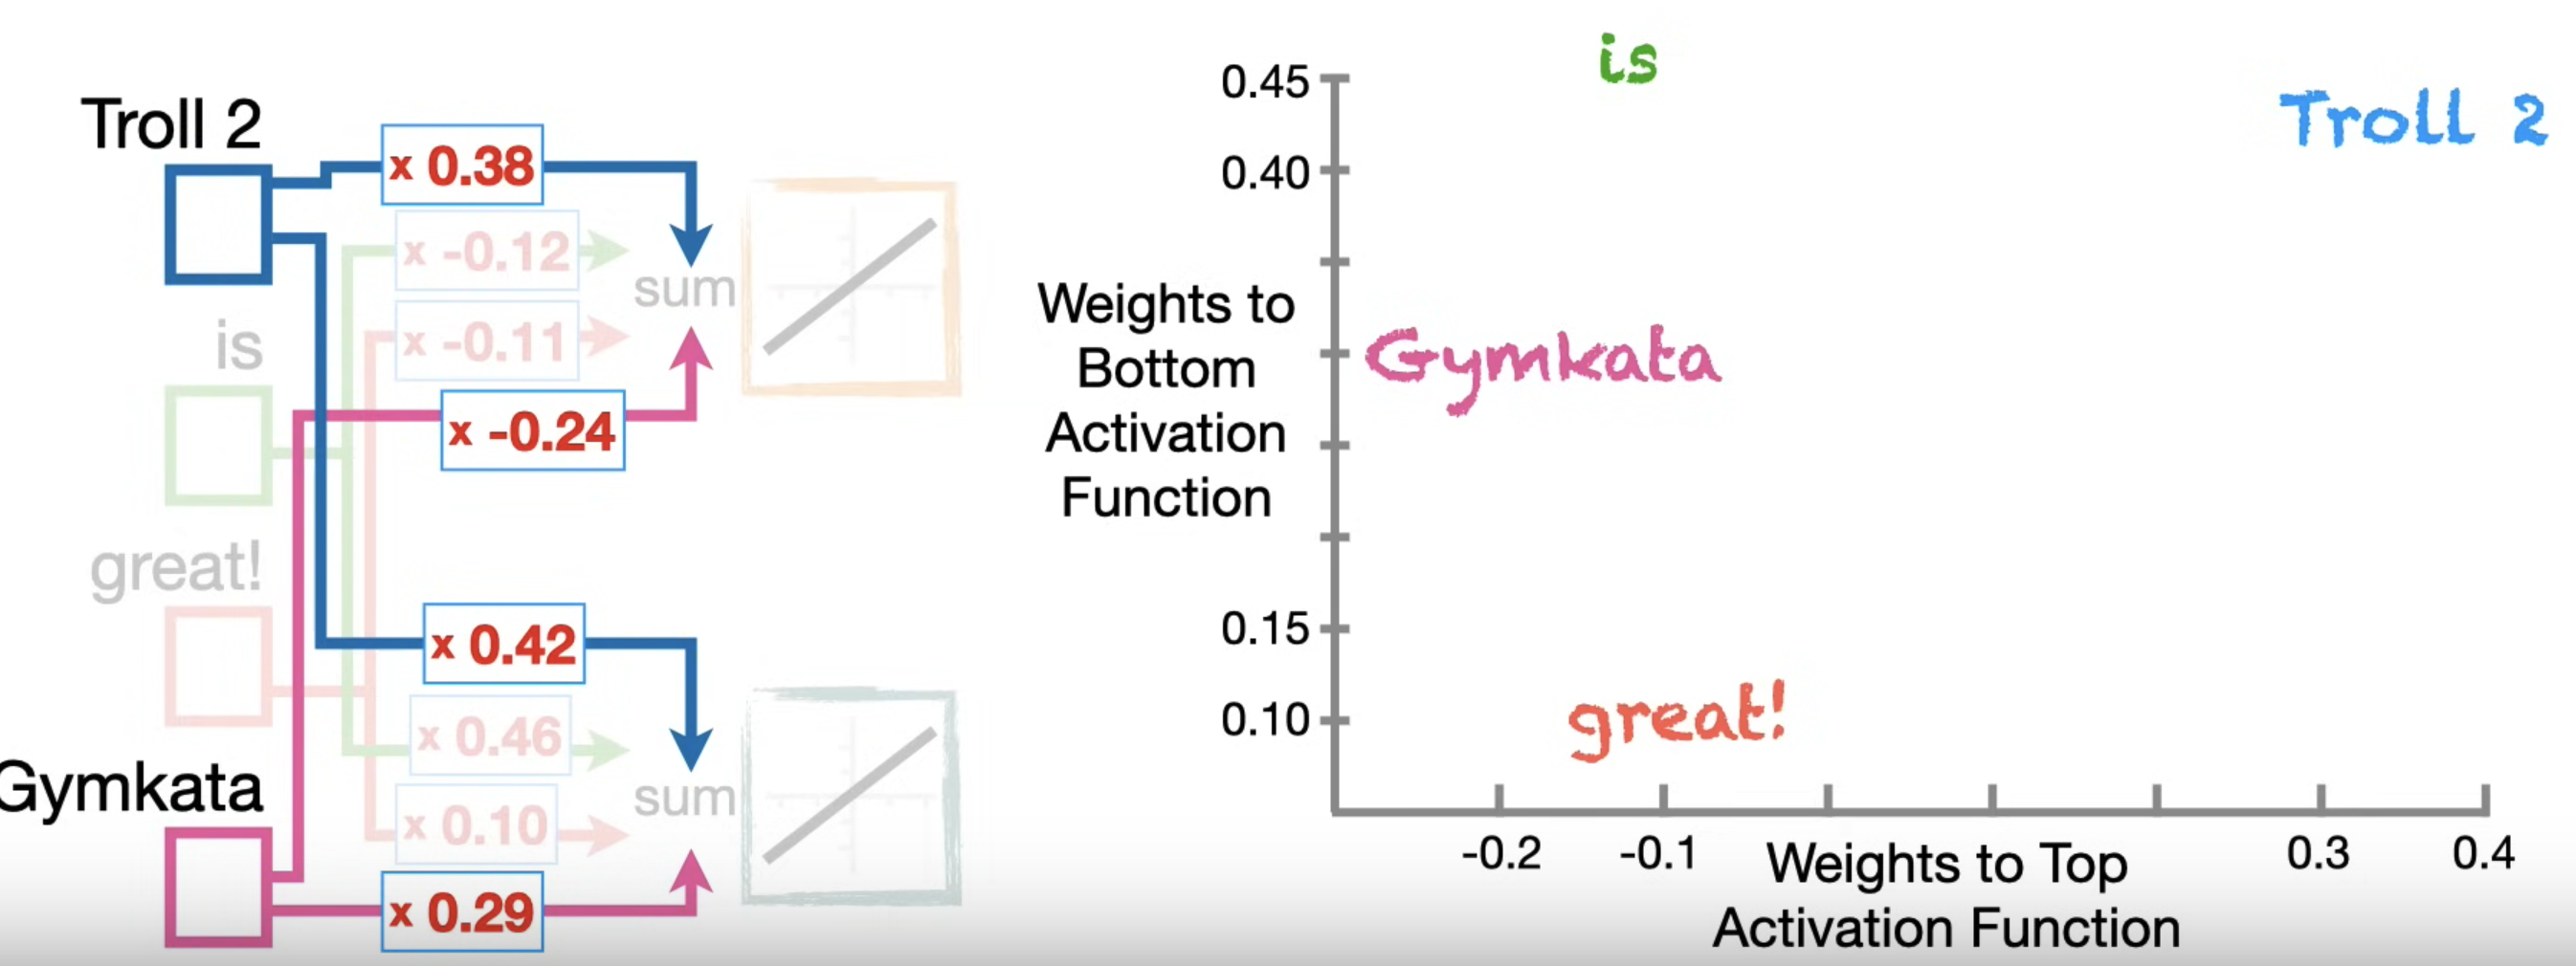 Troll 2
x 0.38
x -0.12
sum
x -0.11
is
x -0.24
great!
x 0.42
x 0.46
sum
Gymkata
x 0.10
x 0.29
Weights to
Bottom
Activation
Function
0.45
0.40
0.15
0.10
is
Troll 2
Gymkata
great!
-0.2
-0.1
0.3
0.4
Weights to Top
Activation Function